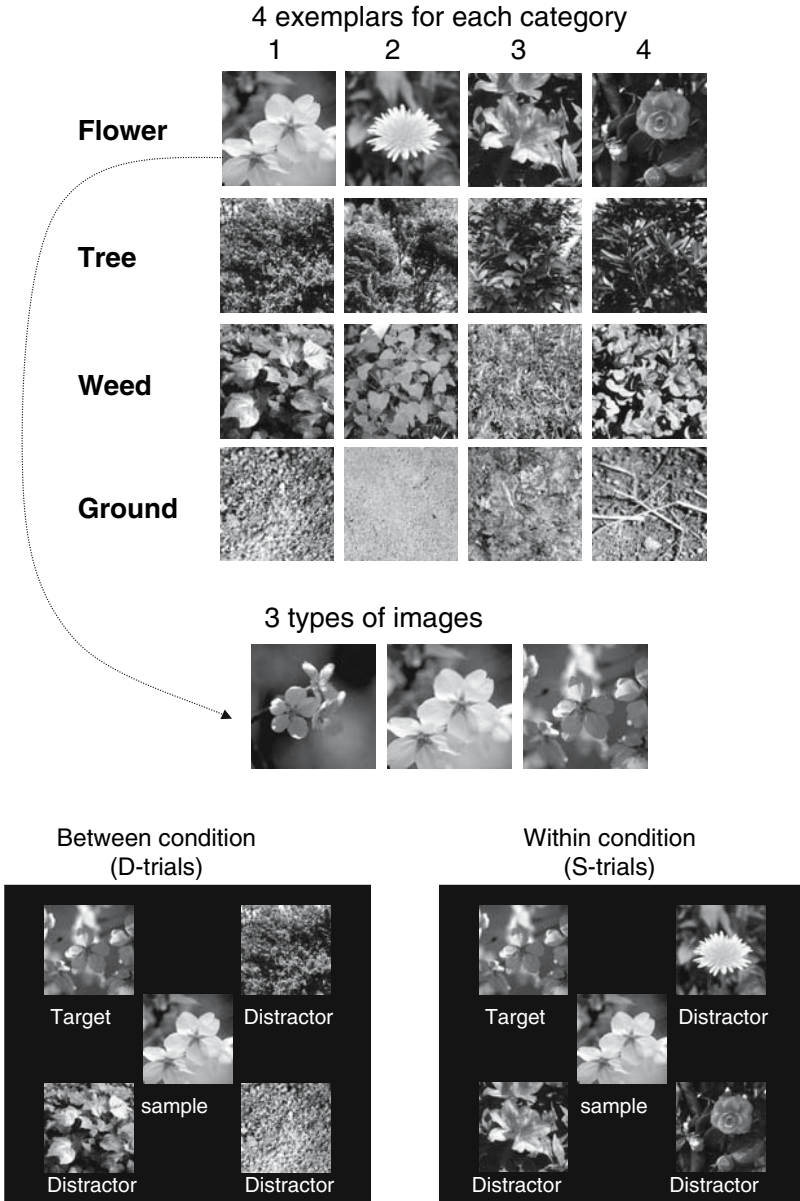 4 exemplars for each category
1 2 3 4
Flower
Tree
Weed
Ground
3 types of images
Between condition
(D-trials)
Target
Distractor
sample
Distractor
Distractor
Within condition
(S-trials)
Target
Distractor
sample
Distractor
Distractor